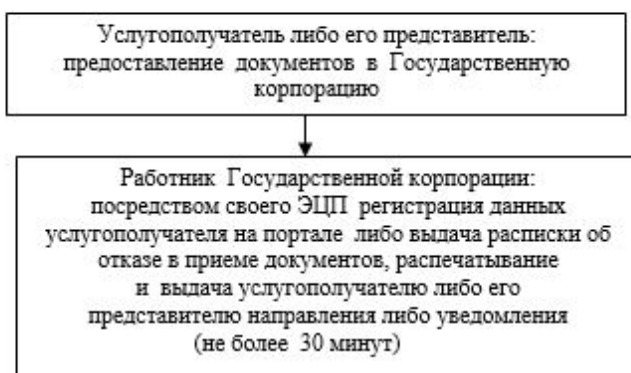 Услугополучатель либо его представитель:
предоставление документов в Государственную
корпорацию
Работник Государственной корпорации:
посредством своего ЭЦП регистрация данных
услугополучателя на портале либо выдача расписки об
отказе в приеме документов, распечатывание
и выдача услугополучателю либо его
представителю направления либо уведомления
(не более 30 минут)